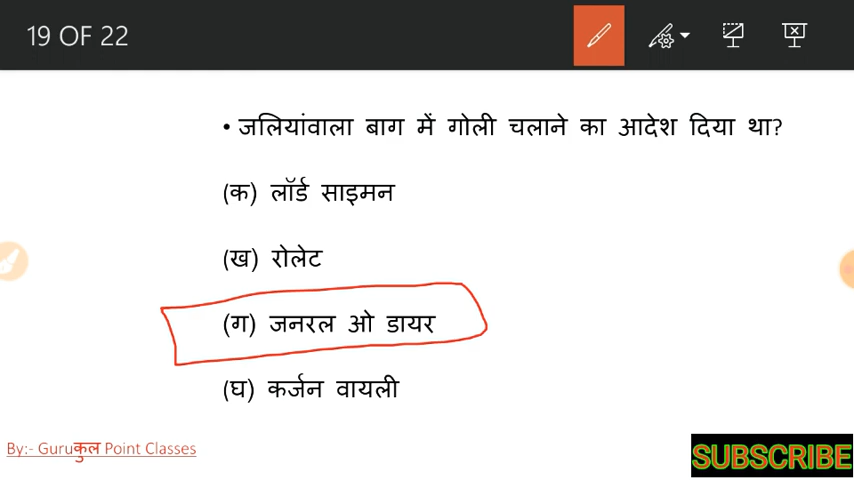 19 OF 22
• जलियांवाला बाग में गोली चलाने का आदेश दिया था?
(क) लॉर्ड साइमन
(ख) रोलेट
(ग) जनरल ओ डायर
(घ) कर्जन वायली
By:- Guruकुल Point Classes
SUBSCRIBE